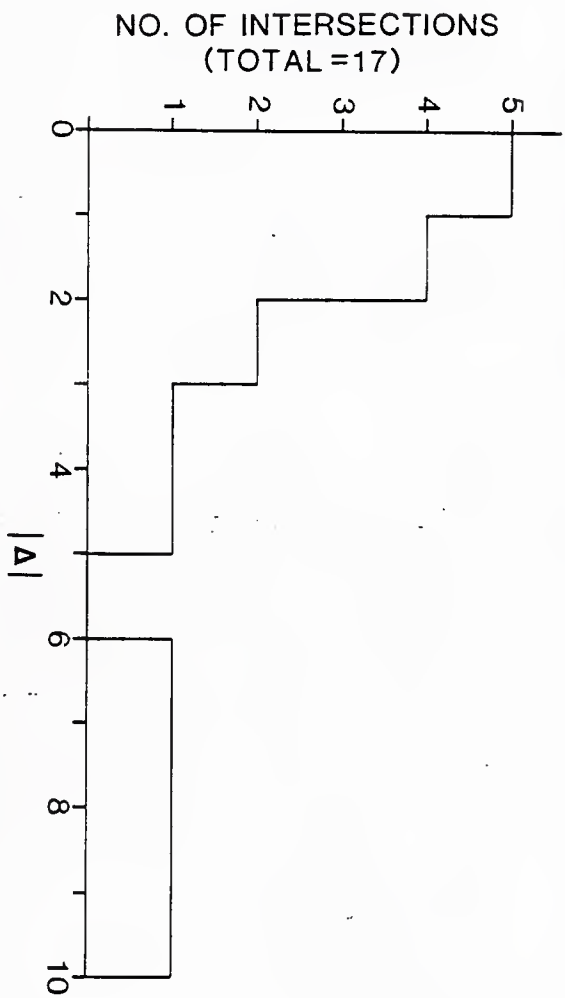 NO. OF INTERSECTIONS
(TOTAL =17)
1 2 3 4 5
0
2
4
6
8
10
|Δ|